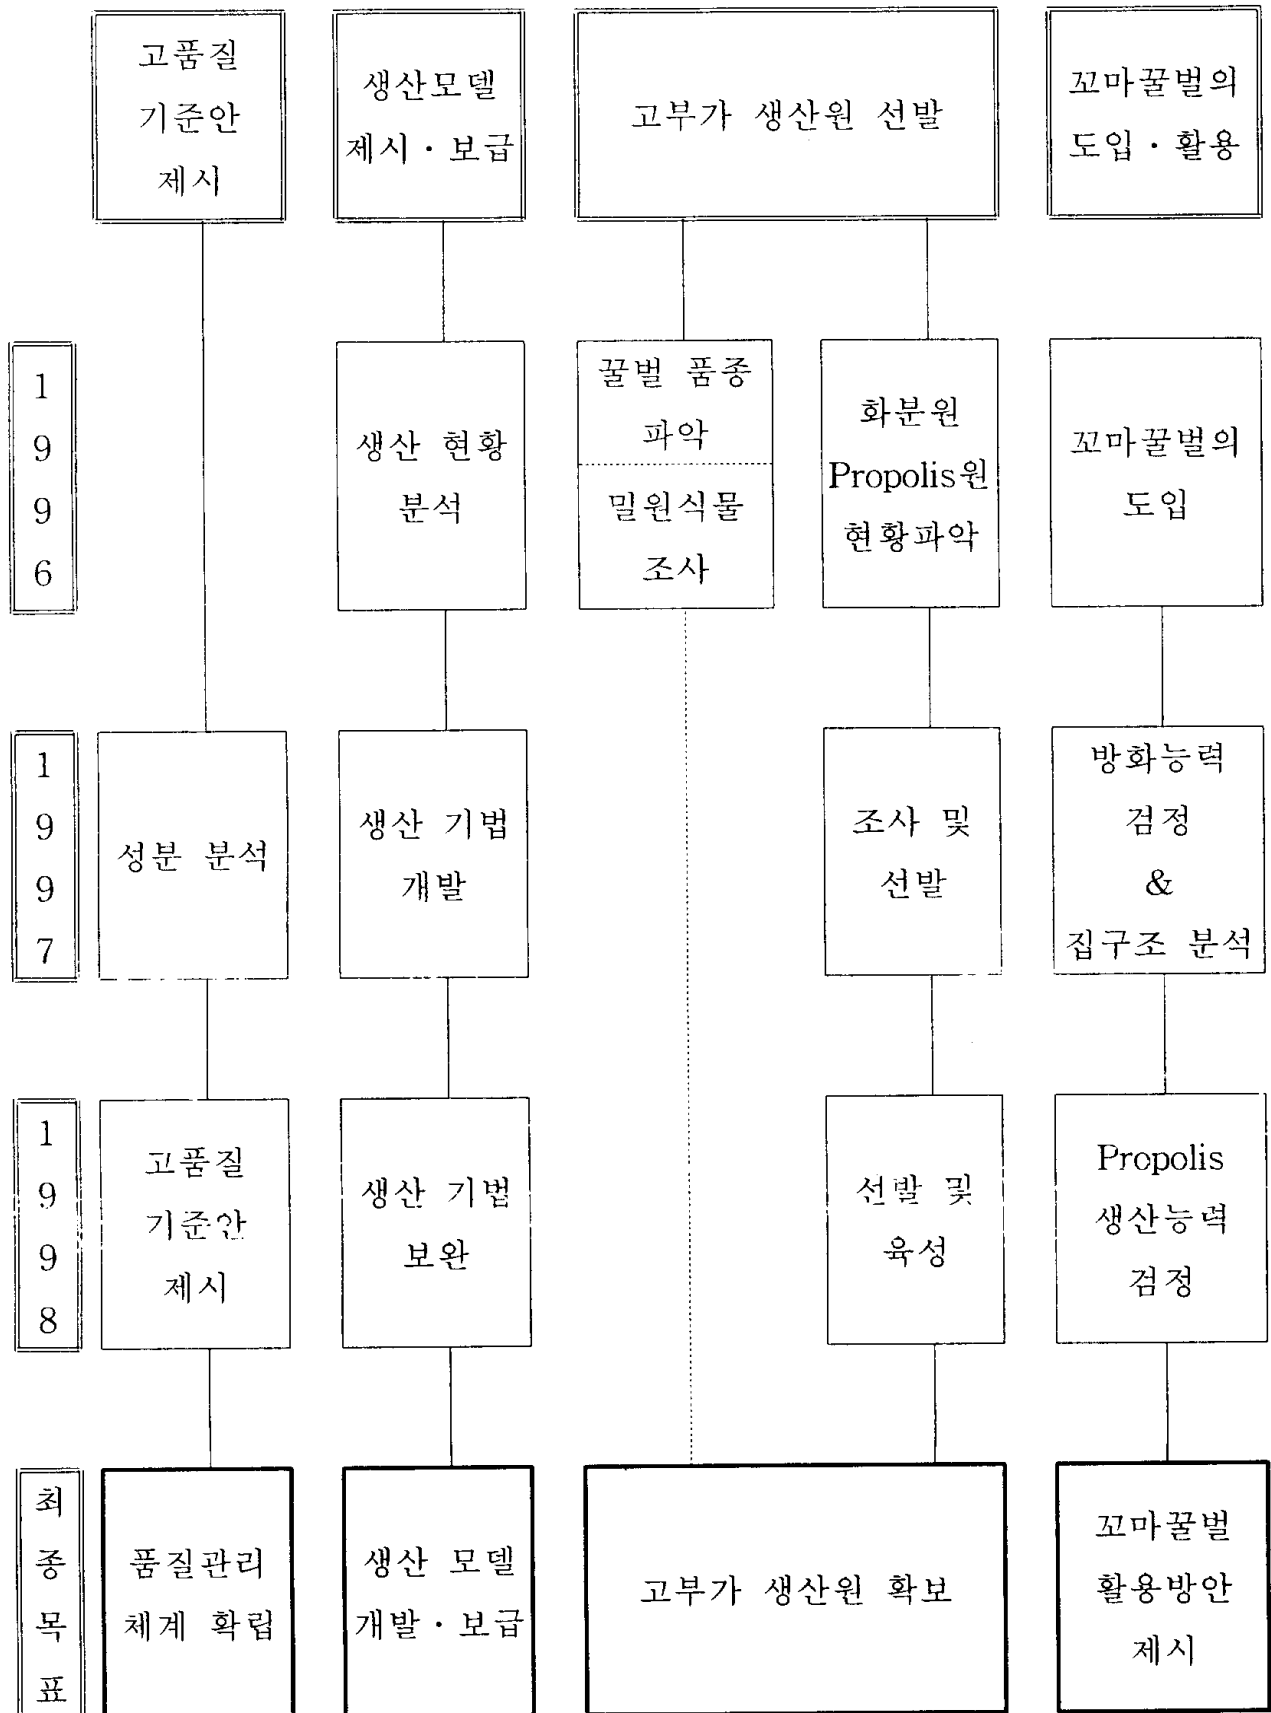 고품질
기준안
제시
생산모델
제시·보급
고부가 생산원 선발
꼬마꿀벌의
도입·활용
1
9
9
6
생산 현황
분석
꿀벌 품종
파악
밀원식물
조사
화분원
Propolis원
현황파악
꼬마꿀벌의
도입
1
9
9
7
성분 분석
생산 기법
개발
조사 및
선발
방화능력
검정
&
집구조 분석
1
9
9
8
고품질
기준안
제시
생산 기법
보완
선발 및
육성
Propolis
생산능력
검정
최
종
목
표
품질관리
체계 확립
생산 모델
개발·보급
고부가 생산원 확보
꼬마꿀벌
활용방안
제시